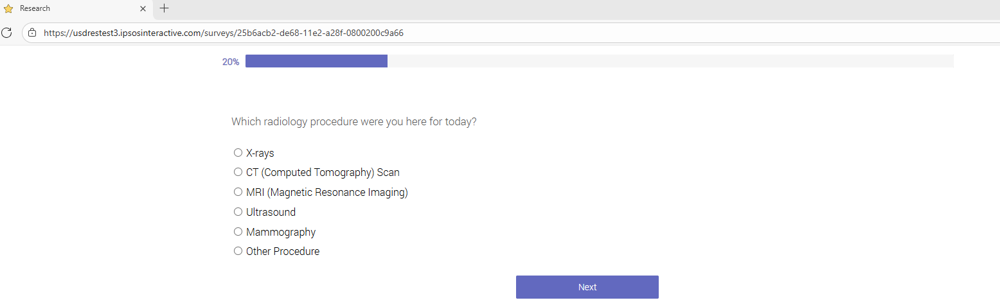 Research
https://usdrestest3.ipsosinteractive.com/surveys/25b6acb2-de68-11e2-a28f-0800200c9a66
20%
Which radiology procedure were you here for today?
X-rays
CT (Computed Tomography) Scan
MRI (Magnetic Resonance Imaging)
Ultrasound
Mammography
Other Procedure
Next